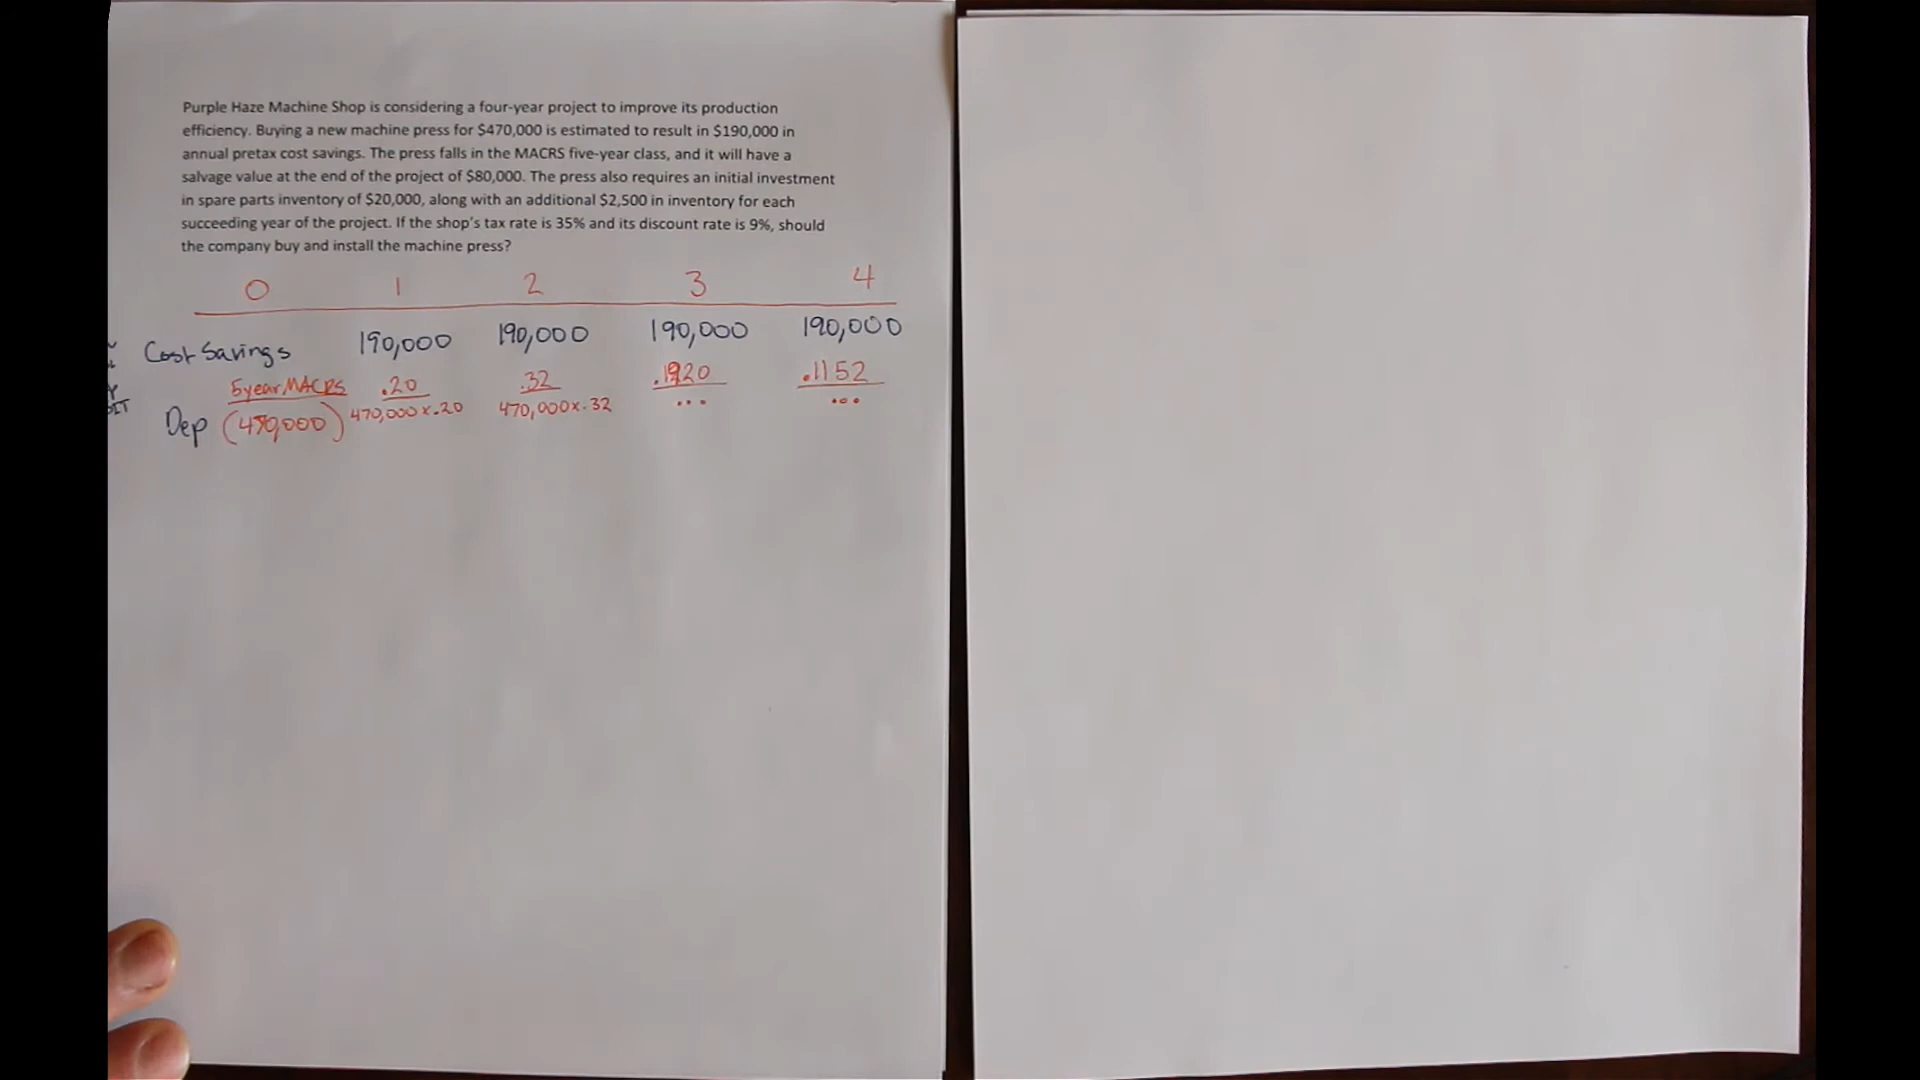 Purple Haze Machine Shop is considering a four-year project to improve its production
efficiency. Buying a new machine press for $470,000 is estimated to result in $190,000 in
annual pretax cost savings. The press falls in the MACRS five-year class, and it will have a
salvage value at the end of the project of $80,000. The press also requires an initial investment
in spare parts inventory of $20,000, along with an additional $2,500 in inventory for each
succeeding year of the project. If the shop's tax rate is 35% and its discount rate is 9%, should
the company buy and install the machine press?
0 1 2 3 4
Cost Savings 190,000 190,000 190,000 190,000
5 year MACRS .20 .32 .1920 .1152
Dep (470,000) 470,000 x .20 470,000 x .32 ... ...